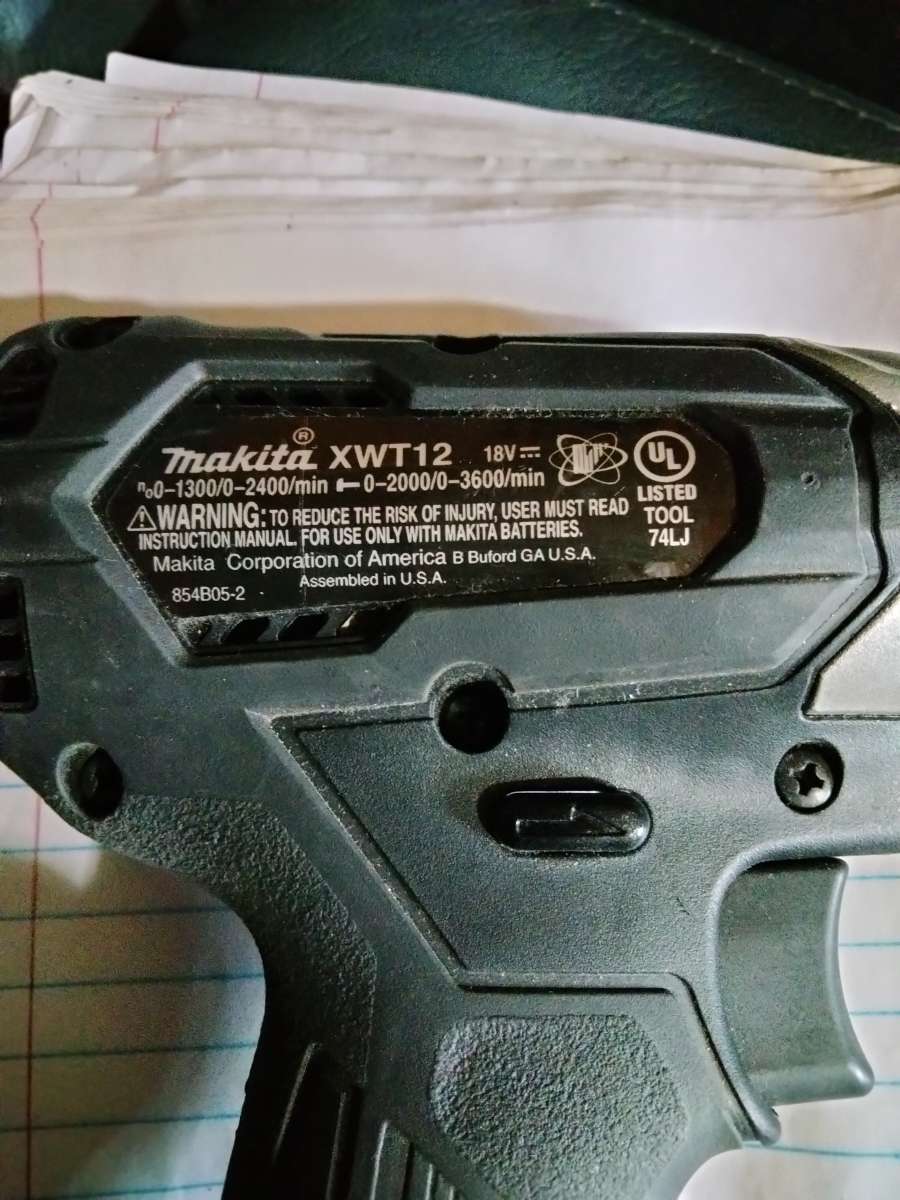 makita® XWT12 18V⎓
n₀0–1300/0–2400/min 0–2000/0–3600/min
UL
LISTED
TOOL
74LJ
⚠WARNING: TO REDUCE THE RISK OF INJURY, USER MUST READ
INSTRUCTION MANUAL. FOR USE ONLY WITH MAKITA BATTERIES.
Makita Corporation of America B Buford GA U.S.A.
Assembled in U.S.A.
854B05-2